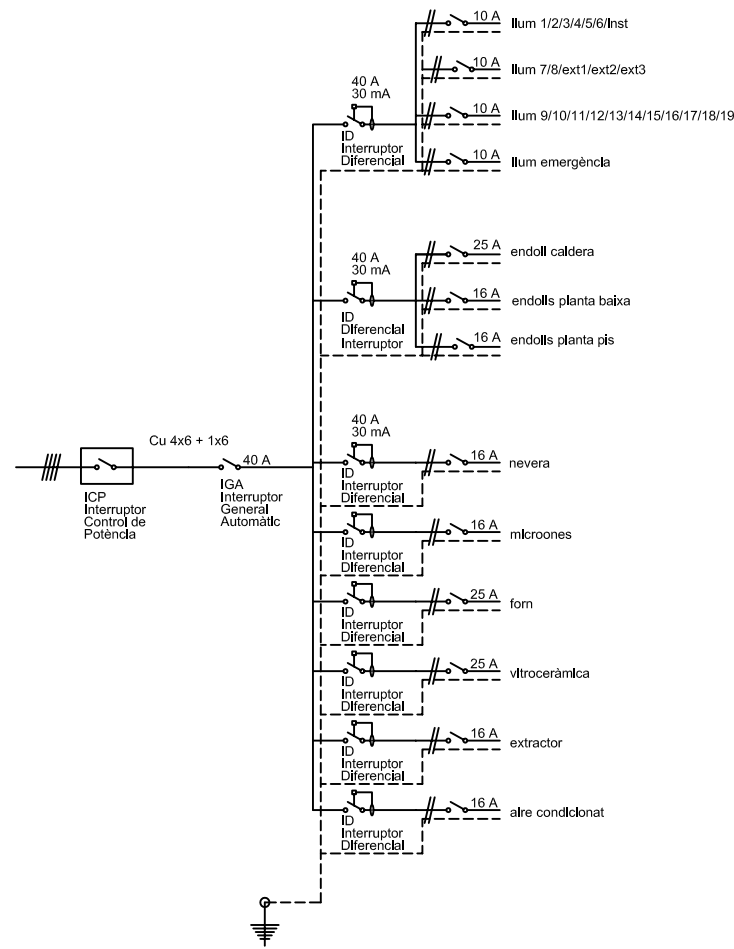 10 A
llum 1/2/3/4/5/6/Inst
10 A
llum 7/8/ext1/ext2/ext3
40 A
30 mA
10 A
llum 9/10/11/12/13/14/15/16/17/18/19
ID
Interruptor
Diferencial
10 A
llum emergència
25 A
endoll caldera
40 A
30 mA
16 A
endolls planta baixa
ID
Diferencial
Interruptor
16 A
endolls planta pis
40 A
30 mA
Cu 4x6 + 1x6
40 A
16 A
nevera
ICP
Interruptor
Control de
Potència
IGA
Interruptor
General
Automàtic
ID
Interruptor
Diferencial
16 A
microones
ID
Interruptor
Diferencial
25 A
forn
ID
Interruptor
Diferencial
25 A
vitroceràmica
ID
Interruptor
Diferencial
16 A
extractor
ID
Interruptor
Diferencial
16 A
aire condicionat
ID
Interruptor
Diferencial